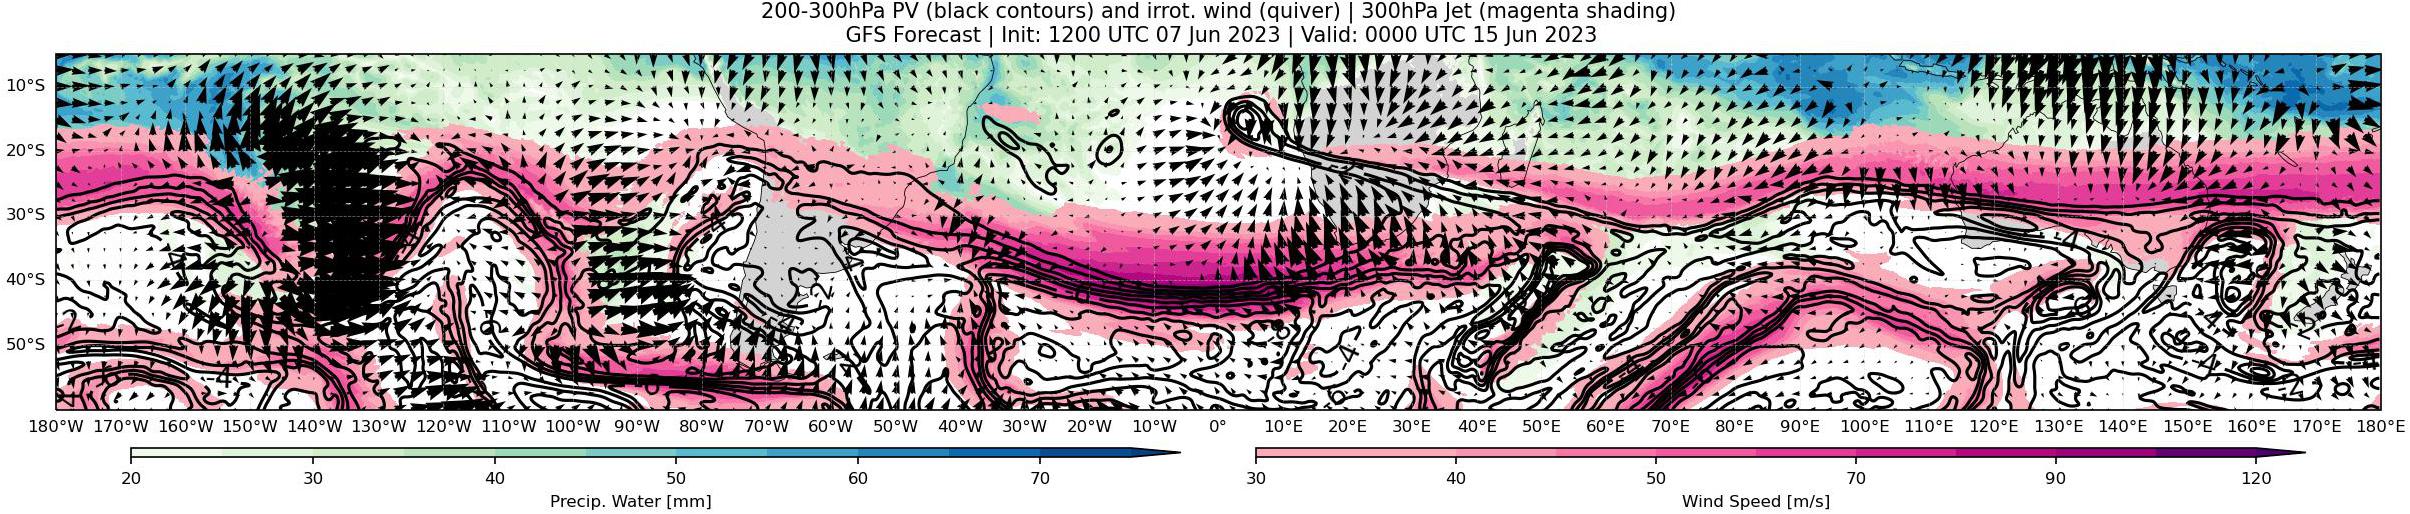 200-300hPa PV (black contours) and irrot. wind (quiver) | 300hPa Jet (magenta shading)
GFS Forecast | Init: 1200 UTC 07 Jun 2023 | Valid: 0000 UTC 15 Jun 2023
10°S
20°S
30°S
40°S
50°S
180°W 170°W 160°W 150°W 140°W 130°W 120°W 110°W 100°W 90°W 80°W 70°W 60°W 50°W 40°W 30°W 20°W 10°W 0° 10°E 20°E 30°E 40°E 50°E 60°E 70°E 80°E 90°E 100°E 110°E 120°E 130°E 140°E 150°E 160°E 170°E 180°E
20 30 40 50 60 70
Precip. Water [mm]
30 40 50 70 90 120
Wind Speed [m/s]